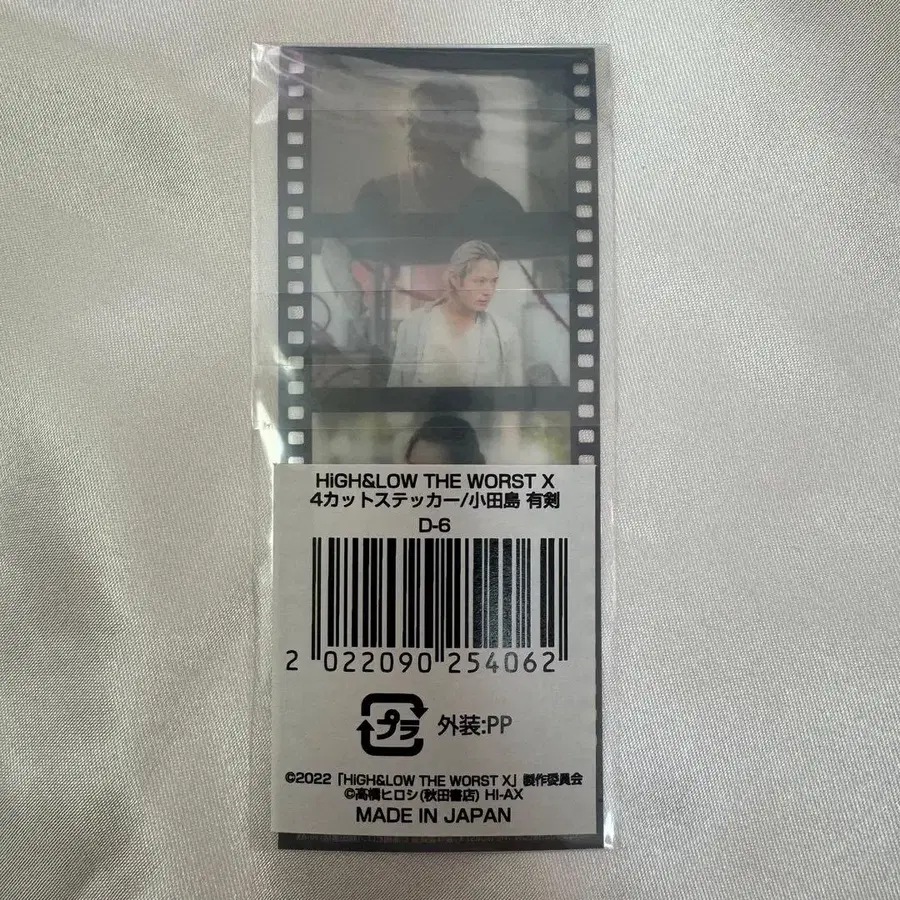 HiGH&LOW THE WORST X
4カットステッカー/小田島 有剣
D-6
2 022090 254062
プラ 外装:PP
©2022「HiGH&LOW THE WORST X」製作委員会
©高橋ヒロシ(秋田書店) HI-AX
MADE IN JAPAN